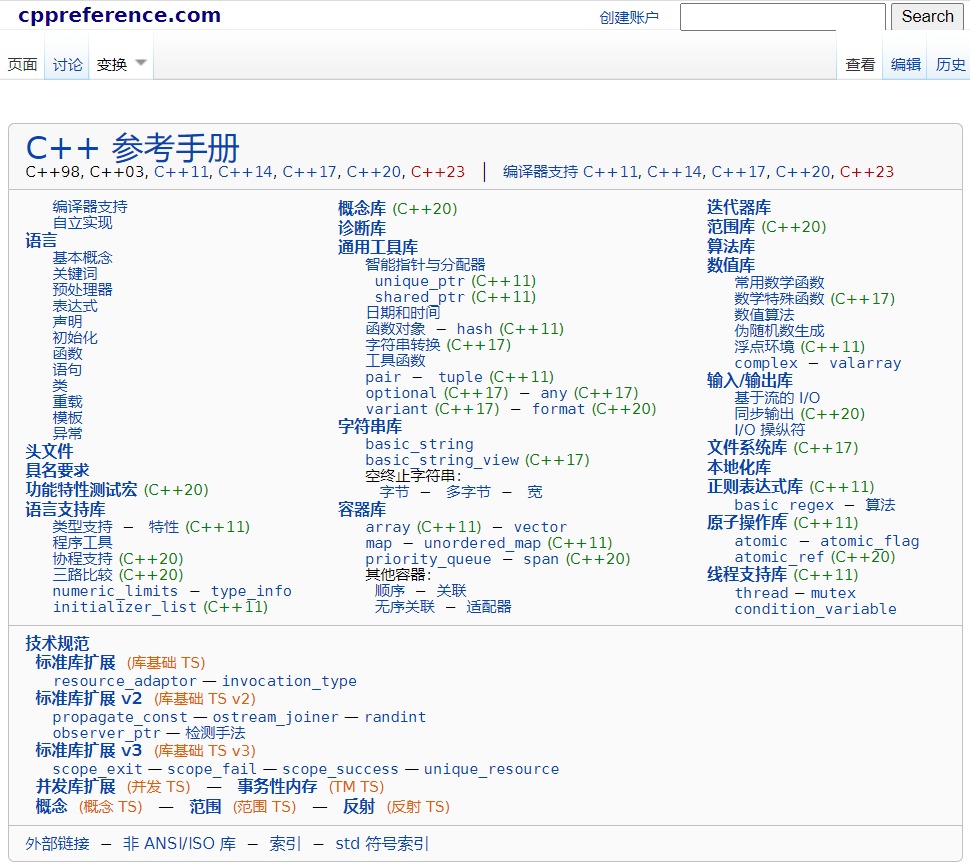 cppreference.com
创建账户
Search
页面 讨论 变换
查看 编辑 历史
C++ 参考手册
C++98, C++03, C++11, C++14, C++17, C++20, C++23 | 编译器支持 C++11, C++14, C++17, C++20, C++23
编译器支持
自立实现
语言
基本概念
关键词
预处理器
表达式
声明
初始化
函数
语句
类
重载
模板
异常
头文件
具名要求
功能特性测试宏 (C++20)
语言支持库
类型支持 − 特性 (C++11)
程序工具
协程支持 (C++20)
三路比较 (C++20)
numeric_limits − type_info
initializer_list (C++11)
概念库 (C++20)
诊断库
通用工具库
智能指针与分配器
unique_ptr (C++11)
shared_ptr (C++11)
日期和时间
函数对象 − hash (C++11)
字符串转换 (C++17)
工具函数
pair − tuple (C++11)
optional (C++17) − any (C++17)
variant (C++17) − format (C++20)
字符串库
basic_string
basic_string_view (C++17)
空终止字符串:
字节 − 多字节 − 宽
容器库
array (C++11) − vector
map − unordered_map (C++11)
priority_queue − span (C++20)
其他容器:
顺序 − 关联
无序关联 − 适配器
迭代器库
范围库 (C++20)
算法库
数值库
常用数学函数
数学特殊函数 (C++17)
数值算法
伪随机数生成
浮点环境 (C++11)
complex − valarray
输入/输出库
基于流的 I/O
同步输出 (C++20)
I/O 操纵符
文件系统库 (C++17)
本地化库
正则表达式库 (C++11)
basic_regex − 算法
原子操作库 (C++11)
atomic − atomic_flag
atomic_ref (C++20)
线程支持库 (C++11)
thread − mutex
condition_variable
技术规范
标准库扩展 (库基础 TS)
resource_adaptor — invocation_type
标准库扩展 v2 (库基础 TS v2)
propagate_const — ostream_joiner — randint
observer_ptr — 检测手法
标准库扩展 v3 (库基础 TS v3)
scope_exit — scope_fail — scope_success — unique_resource
并发库扩展 (并发 TS) — 事务性内存 (TM TS)
概念 (概念 TS) — 范围 (范围 TS) — 反射 (反射 TS)
外部链接 − 非 ANSI/ISO 库 − 索引 − std 符号索引